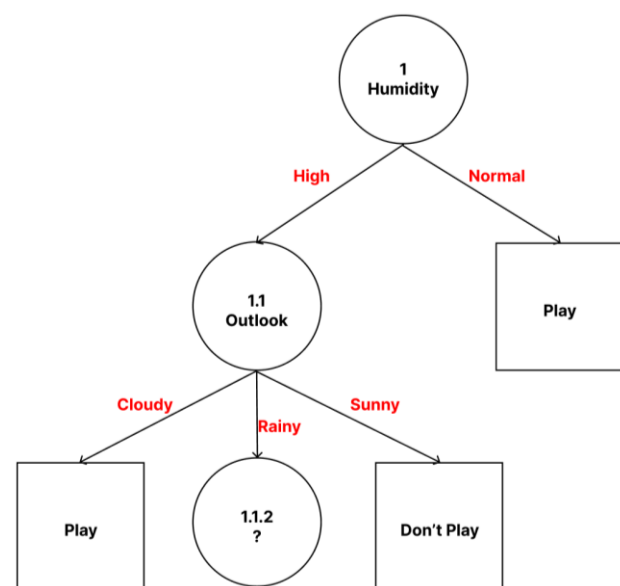 1
Humidity
High
Normal
1.1
Outlook
Play
Cloudy
Rainy
Sunny
Play
1.1.2
?
Don’t Play